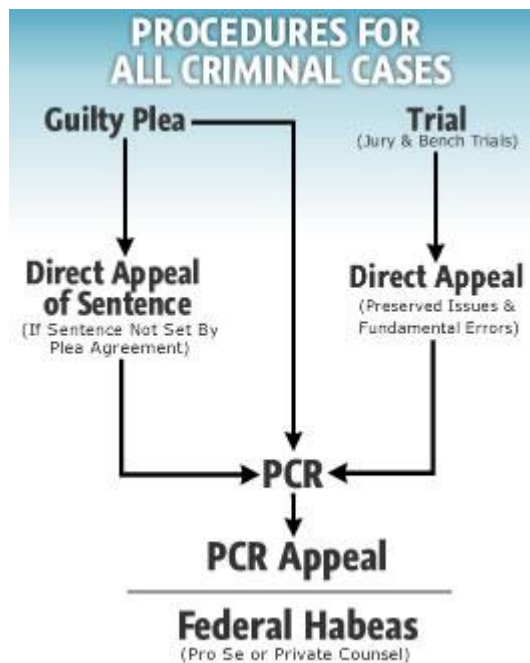 PROCEDURES FOR
ALL CRIMINAL CASES
Guilty Plea
Trial
(Jury & Bench Trials)
Direct Appeal
of Sentence
(If Sentence Not Set By
Plea Agreement)
Direct Appeal
(Preserved Issues &
Fundamental Errors)
PCR
PCR Appeal
Federal Habeas
(Pro Se or Private Counsel)